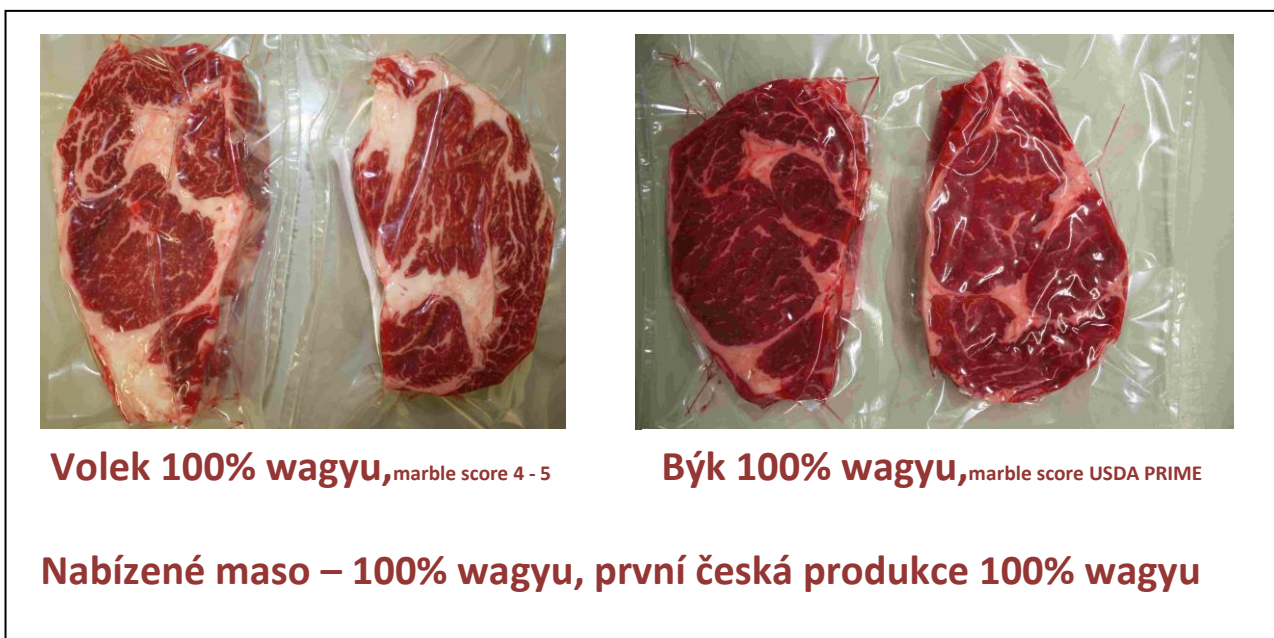 Volek 100% wagyu,marble score 4 - 5
Býk 100% wagyu,marble score USDA PRIME
Nabízené maso – 100% wagyu, první česká produkce 100% wagyu